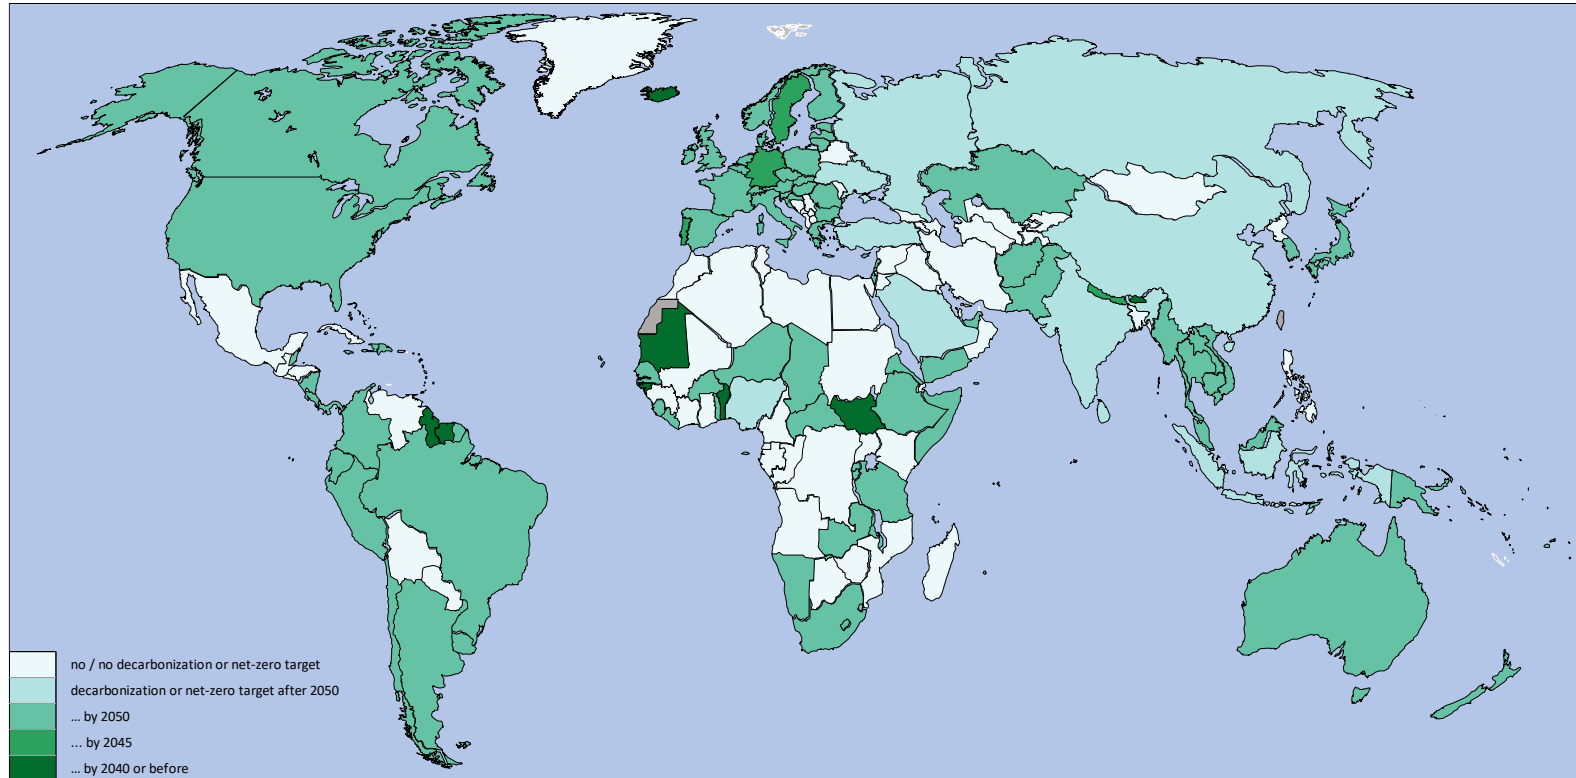 no / no decarbonization or net-zero target
decarbonization or net-zero target after 2050
... by 2050
... by 2045
... by 2040 or before